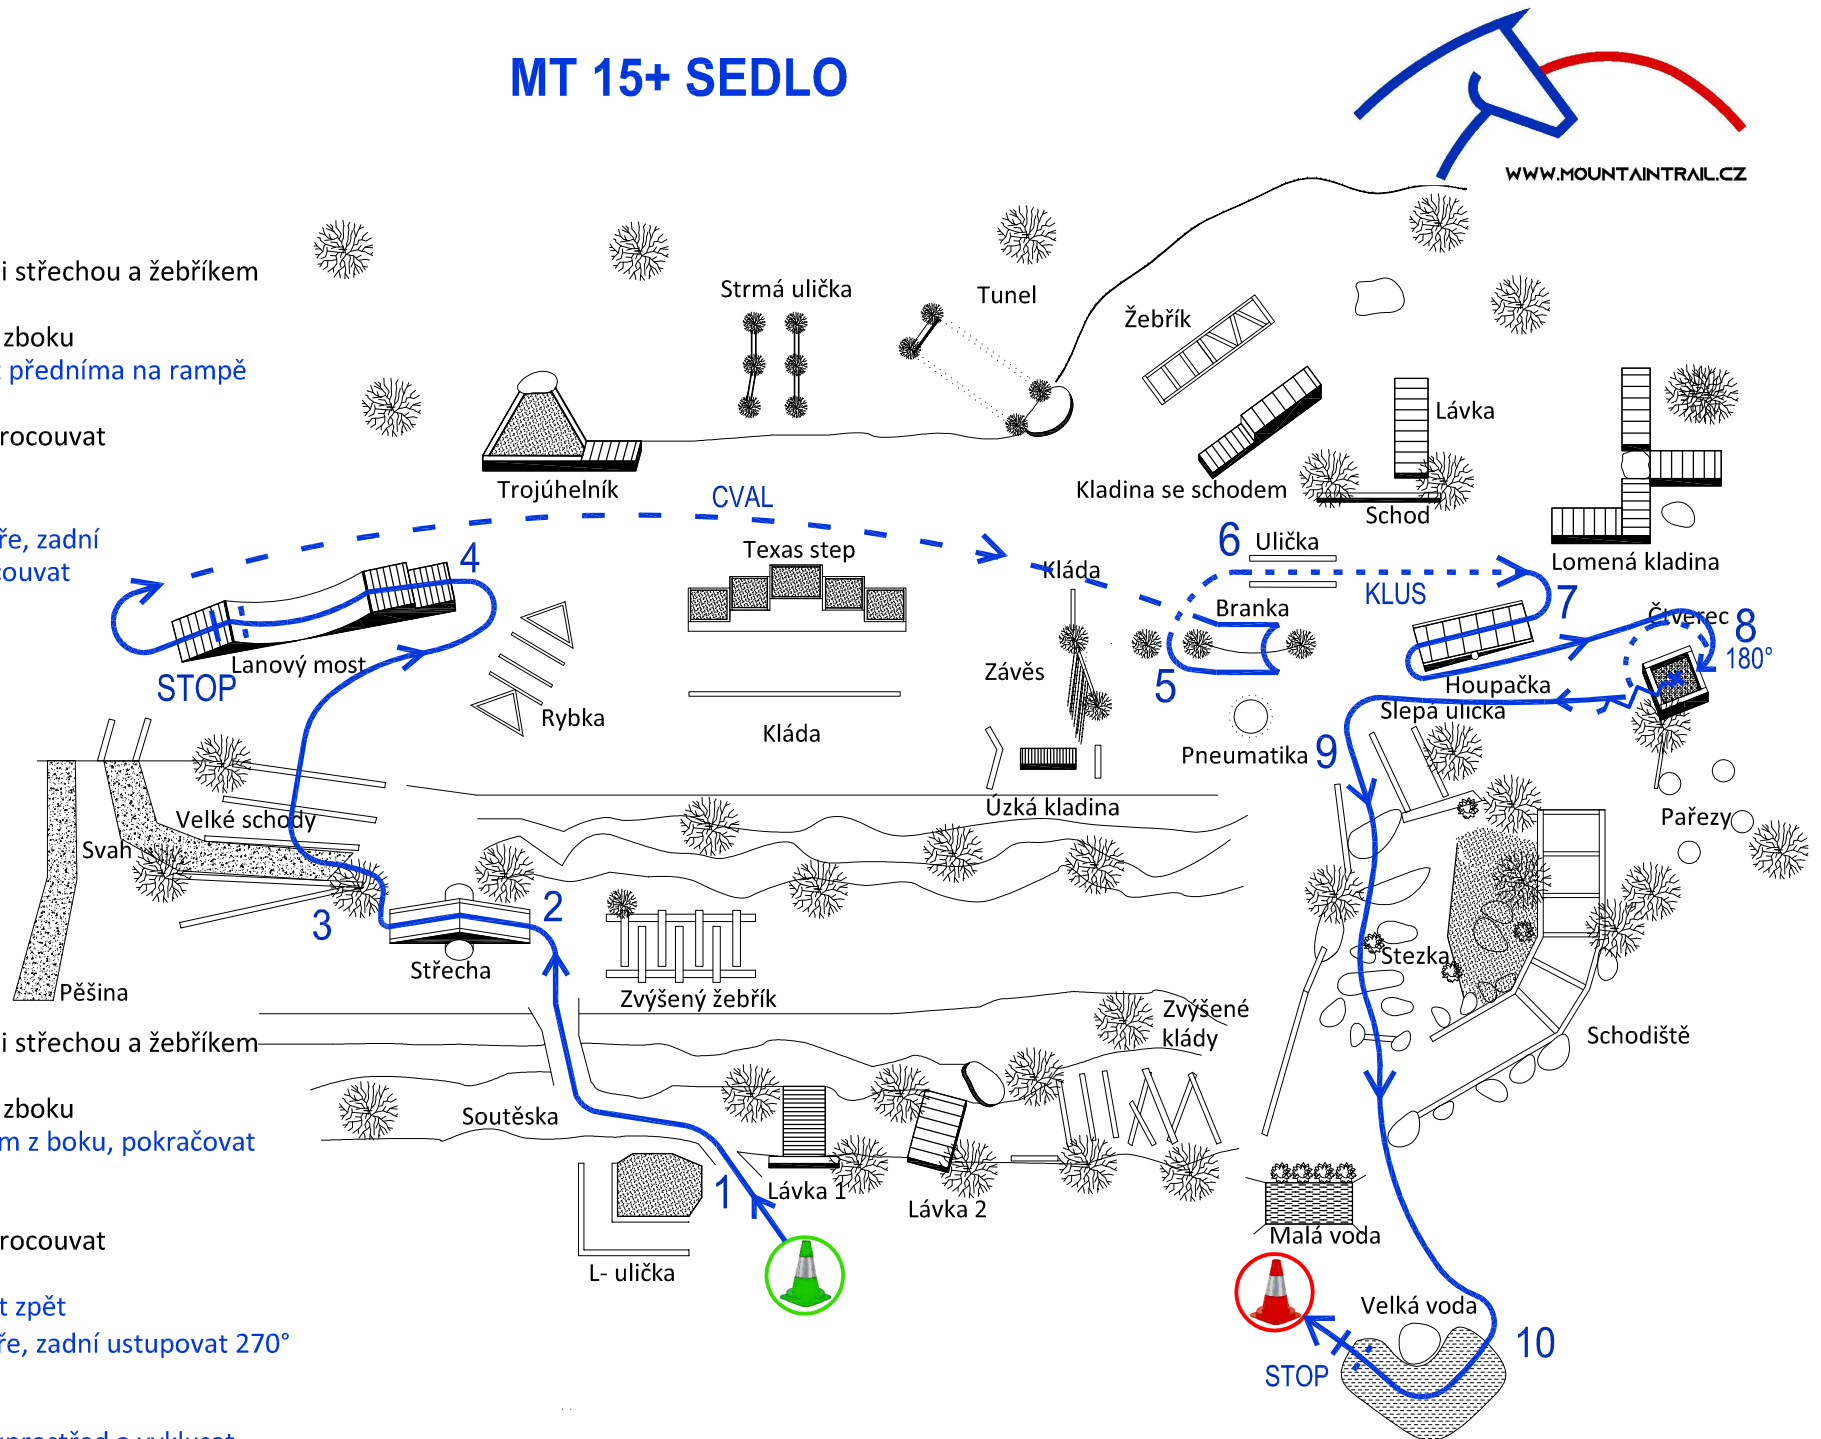 MT 15+ SEDLO
WWW.MOUNTAINTRAIL.CZ
i střechou a žebříkem
zboku
předníma na rampě
rocouvat
ře, zadní
couvat
Strmá ulička
Tunel
Žebřík
Lávka
Trojúhelník
CVAL
Kladina se schodem
Schod
Lomená kladina
4
Texas step
Kláda
6
Ulička
KLUS
Branka
7
Čtverec
8
180°
Lanový most
STOP
Rybka
Kláda
Závěs
5
Houpačka
Slepá ulička
Pneumatika
9
Úzká kladina
Pařezy
Velké schody
Svah
3
2
Střecha
Zvýšený žebřík
Pěšina
Stezka
Zvýšené
klády
Schodiště
i střechou a žebříkem
zboku
m z boku, pokračovat
Soutěska
1
Lávka 1
Lávka 2
Malá voda
rocouvat
L- ulička
t zpět
ře, zadní ustupovat 270°
Velká voda
10
STOP